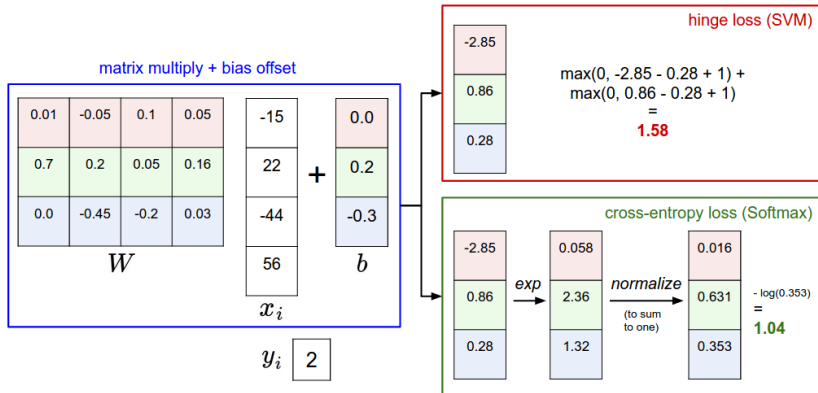 matrix multiply + bias offset
0.01 -0.05 0.1 0.05
0.7 0.2 0.05 0.16
0.0 -0.45 -0.2 0.03
W
-15
22
-44
56
x_i
+
0.0
0.2
-0.3
b
y_i 2
hinge loss (SVM)
-2.85
0.86
0.28
max(0, -2.85 - 0.28 + 1) +
max(0, 0.86 - 0.28 + 1)
=
1.58
cross-entropy loss (Softmax)
-2.85
0.86
0.28
exp
0.058
2.36
1.32
normalize
(to sum
to one)
0.016
0.631
0.353
- log(0.353)
=
1.04